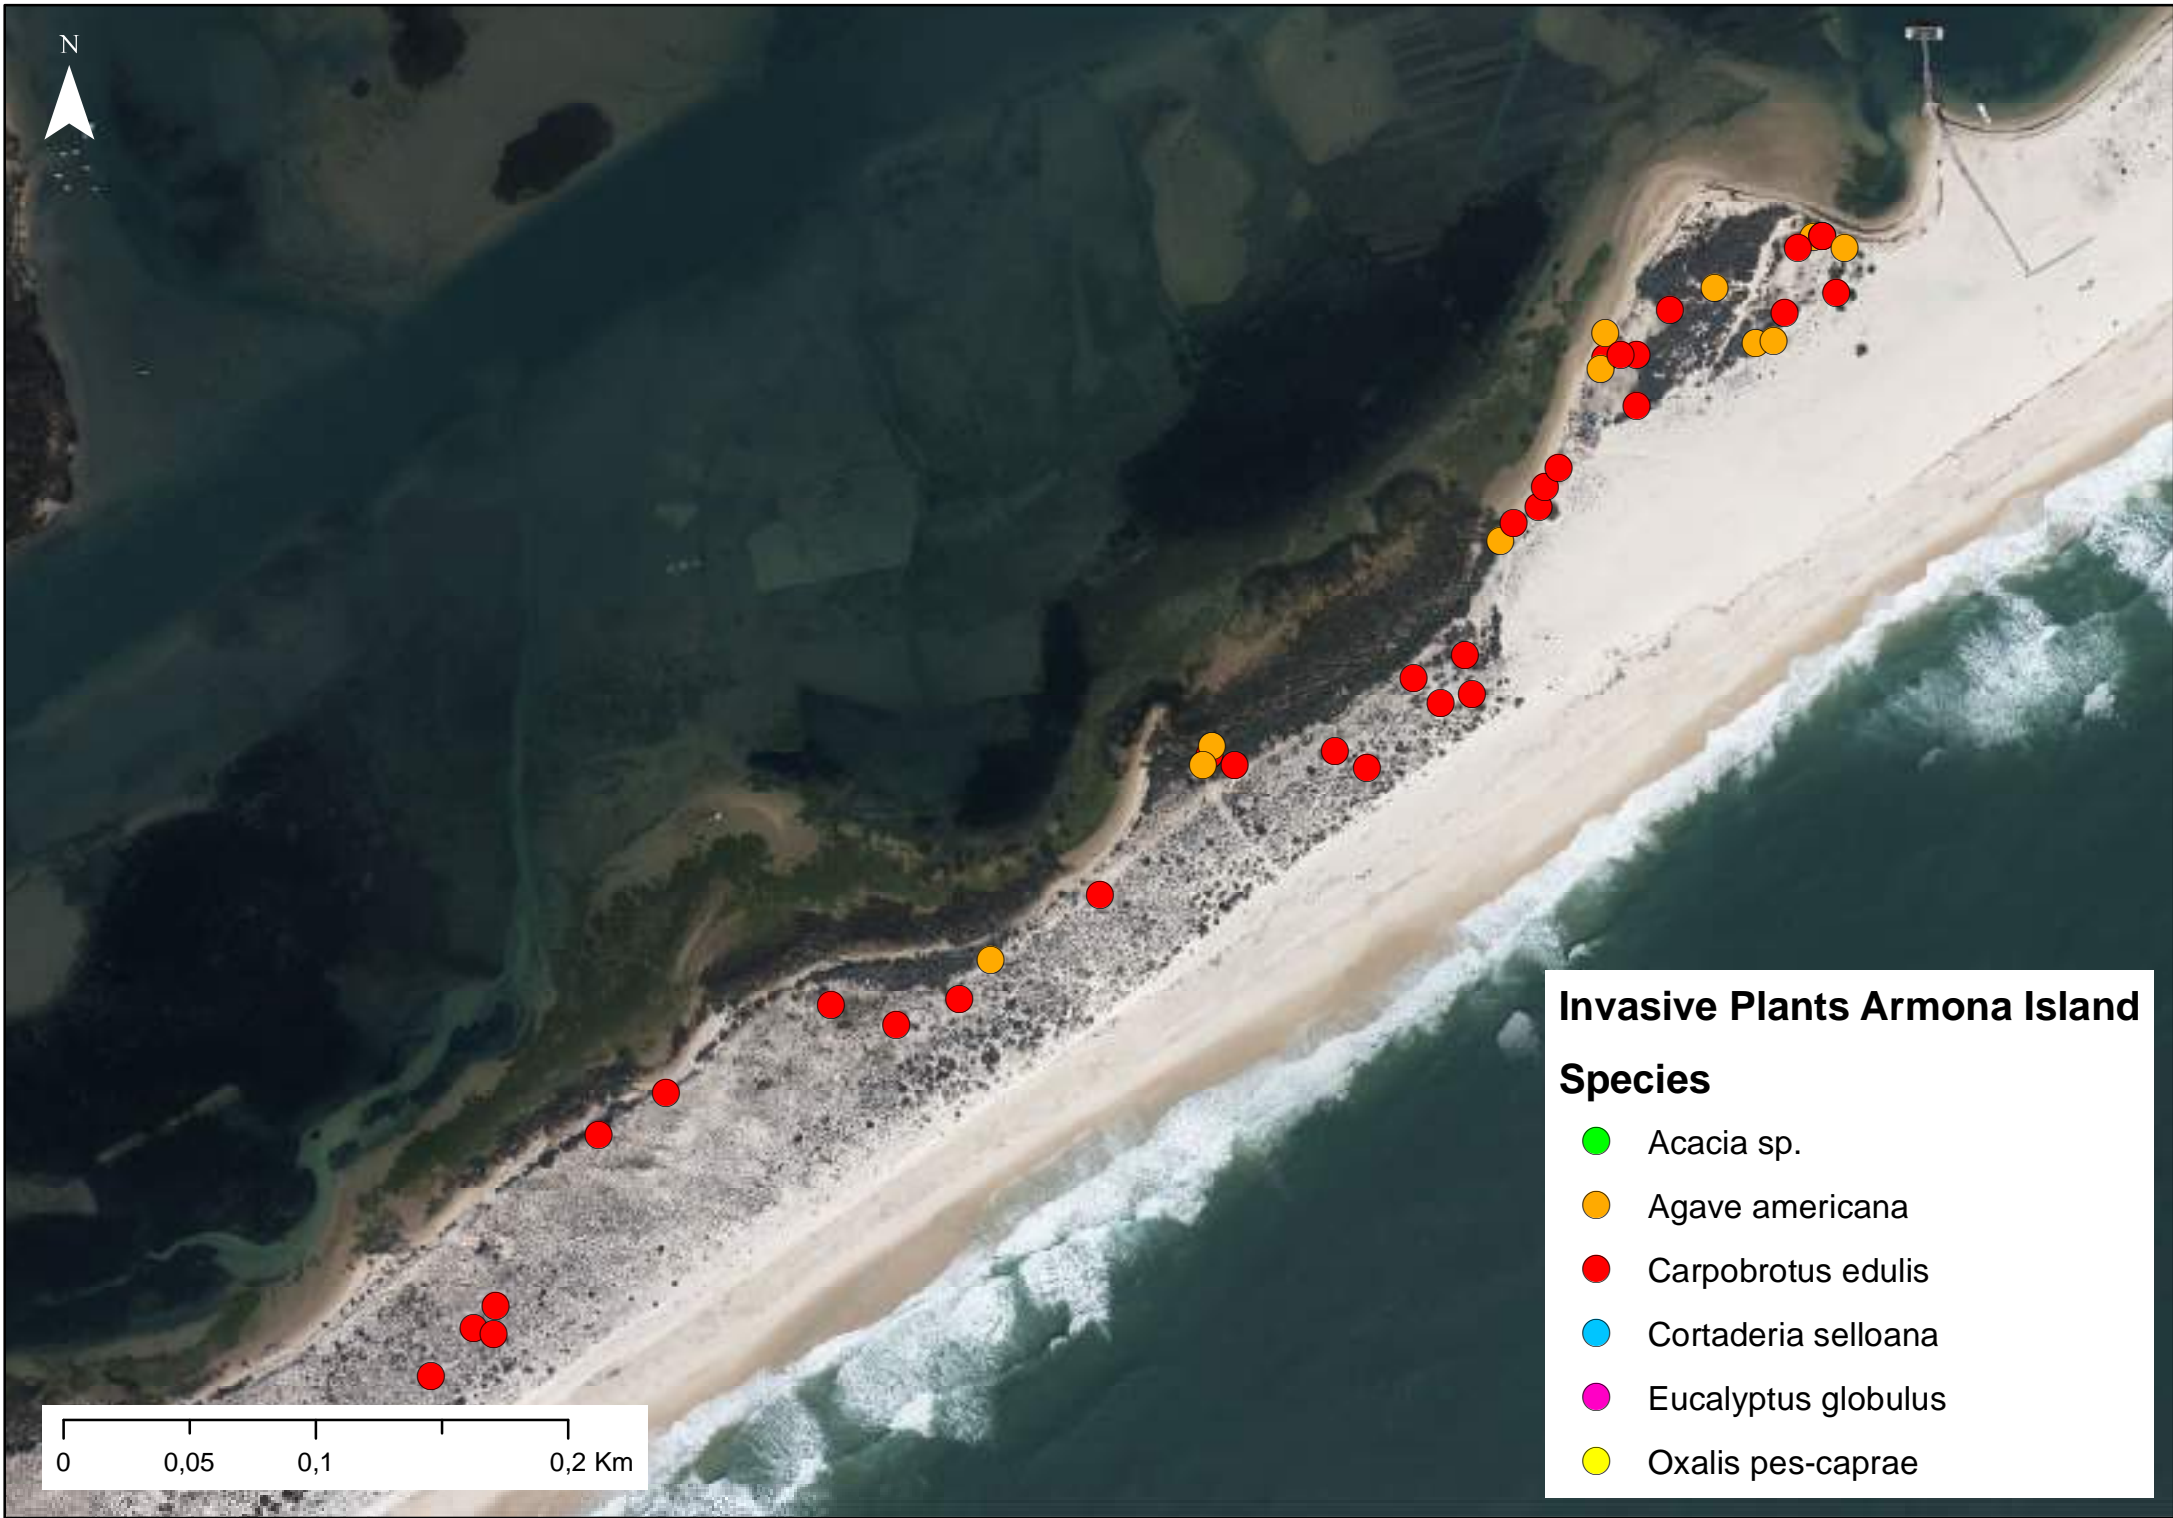 N
Invasive Plants Armona Island
Species
Acacia sp.
Agave americana
Carpobrotus edulis
Cortaderia selloana
Eucalyptus globulus
Oxalis pes-caprae
0 0,05 0,1 0,2 Km